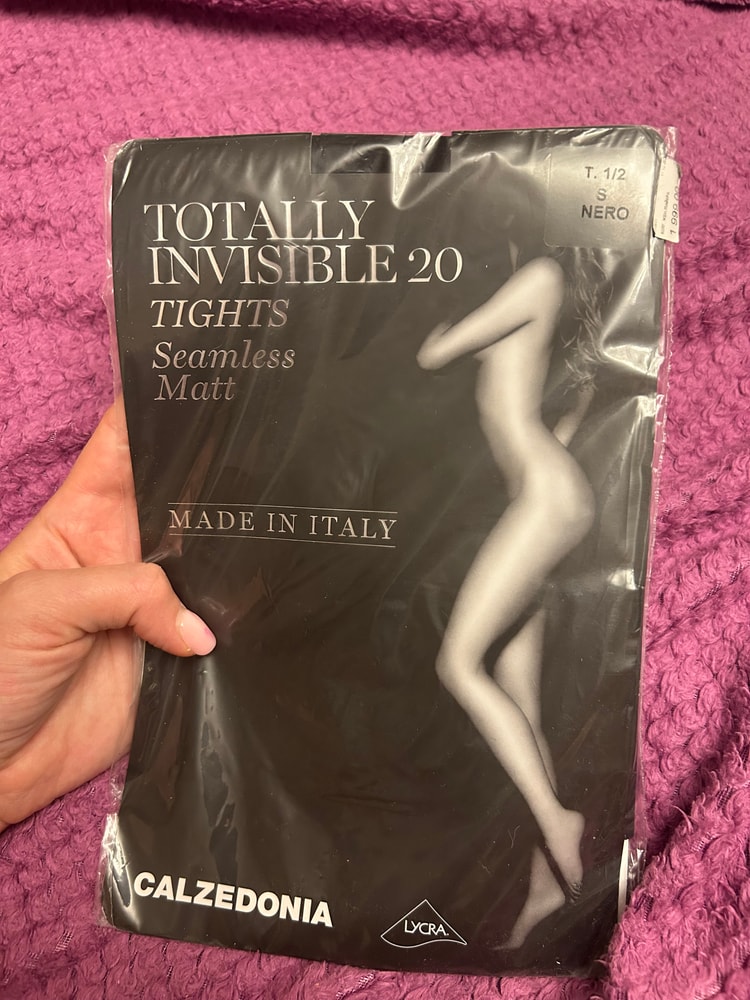 T. 1/2
S
NERO
TOTALLY
INVISIBLE 20
TIGHTS
Seamless
Matt
MADE IN ITALY
CALZEDONIA
LYCRA.